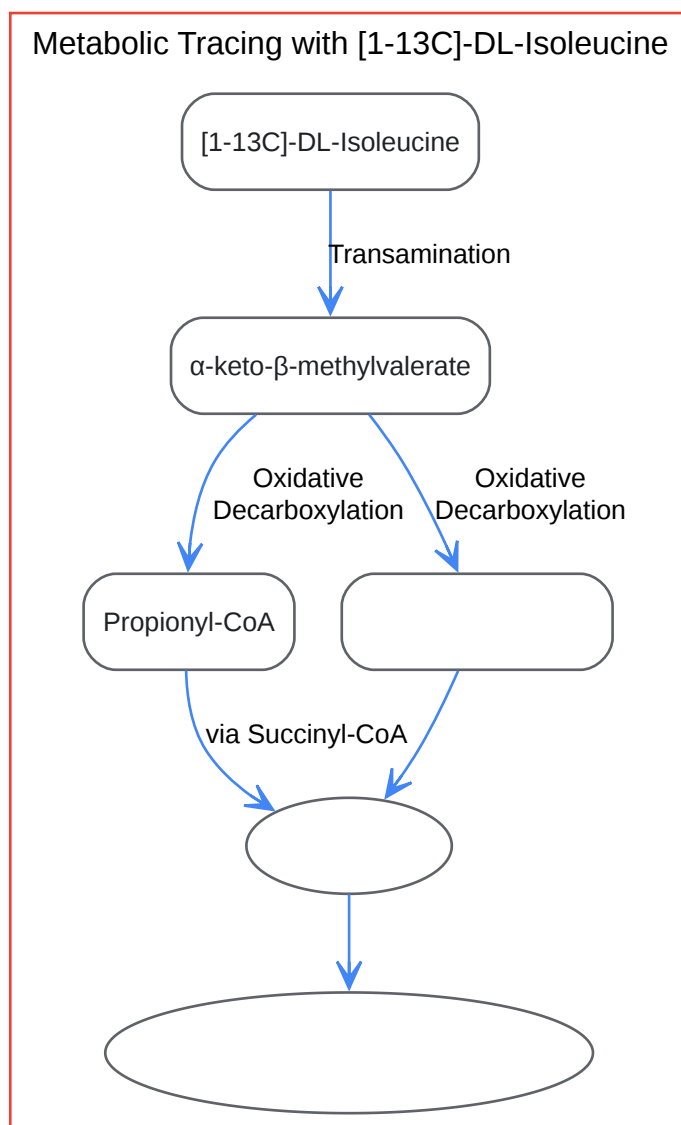 Metabolic Tracing with [1-13C]-DL-Isoleucine
[1-13C]-DL-Isoleucine
Transamination
α-keto-β-methylvalerate
Oxidative
Decarboxylation
Oxidative
Decarboxylation
Propionyl-CoA
via Succinyl-CoA